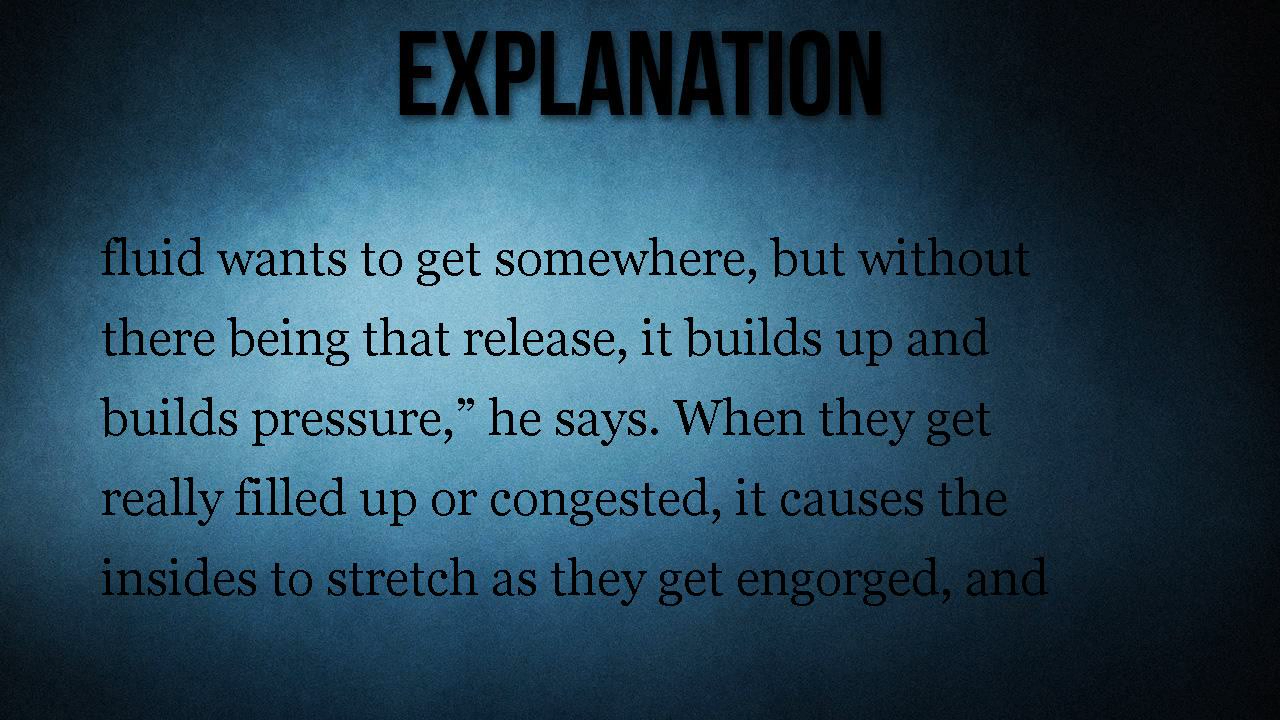 EXPLANATION
fluid wants to get somewhere, but without
there being that release, it builds up and
builds pressure,” he says. When they get
really filled up or congested, it causes the
insides to stretch as they get engorged, and